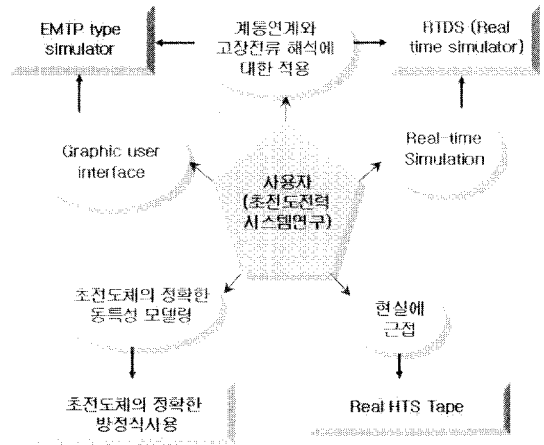 EMTP type
simulator
계통연계와
고장전류 해석에
대한 적용
RTDS (Real
time simulator)
Graphic user
interface
Real-time
Simulation
사용자
(초전도전력
시스템연구)
초전도체의 정확한
동특성 모델링
현실에
근접
초전도체의 정확한
방정식사용
Real HTS Tape